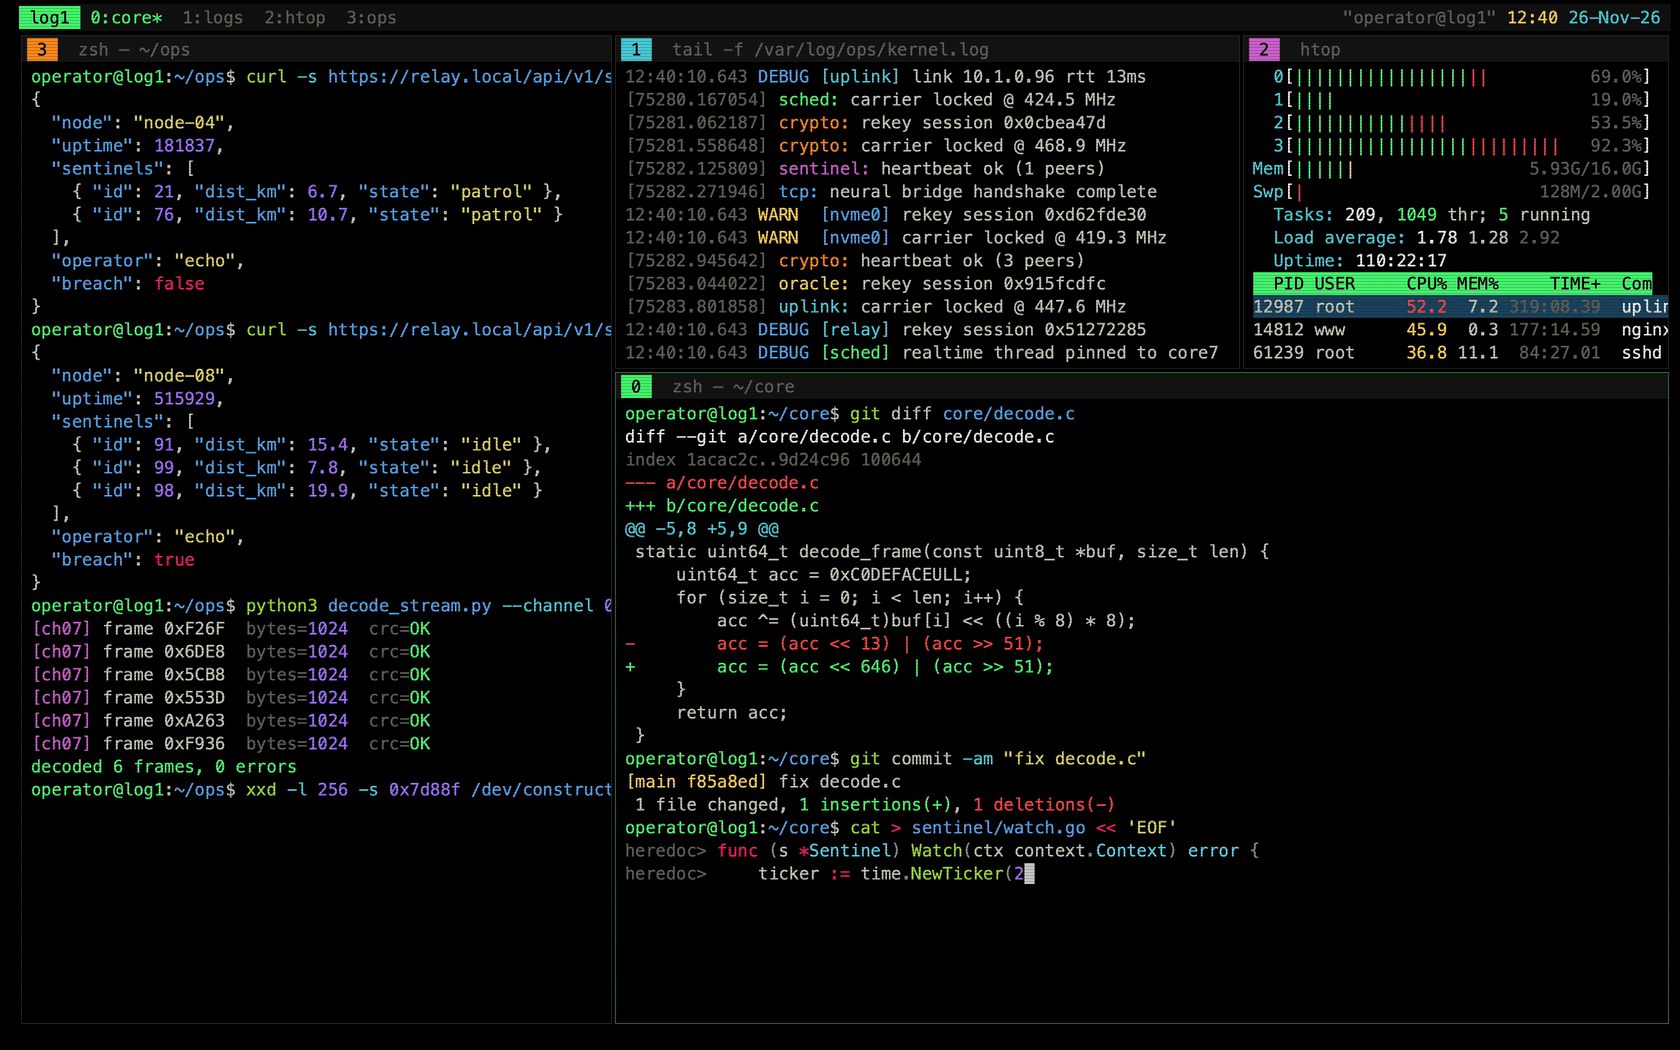 log1 0:core* 1:logs 2:htop 3:ops "operator@log1" 12:40 26-Nov-26
3 zsh — ~/ops
operator@log1:~/ops$ curl -s https://relay.local/api/v1/s
{
  "node": "node-04",
  "uptime": 181837,
  "sentinels": [
    { "id": 21, "dist_km": 6.7, "state": "patrol" },
    { "id": 76, "dist_km": 10.7, "state": "patrol" }
  ],
  "operator": "echo",
  "breach": false
}
operator@log1:~/ops$ curl -s https://relay.local/api/v1/s
{
  "node": "node-08",
  "uptime": 515929,
  "sentinels": [
    { "id": 91, "dist_km": 15.4, "state": "idle" },
    { "id": 99, "dist_km": 7.8, "state": "idle" },
    { "id": 98, "dist_km": 19.9, "state": "idle" }
  ],
  "operator": "echo",
  "breach": true
}
operator@log1:~/ops$ python3 decode_stream.py --channel 0
[ch07] frame 0xF26F  bytes=1024  crc=OK
[ch07] frame 0x6DE8  bytes=1024  crc=OK
[ch07] frame 0x5CB8  bytes=1024  crc=OK
[ch07] frame 0x553D  bytes=1024  crc=OK
[ch07] frame 0xA263  bytes=1024  crc=OK
[ch07] frame 0xF936  bytes=1024  crc=OK
decoded 6 frames, 0 errors
operator@log1:~/ops$ xxd -l 256 -s 0x7d88f /dev/construct
1 tail -f /var/log/ops/kernel.log
12:40:10.643 DEBUG [uplink] link 10.1.0.96 rtt 13ms
[75280.167054] sched: carrier locked @ 424.5 MHz
[75281.062187] crypto: rekey session 0x0cbea47d
[75281.558648] crypto: carrier locked @ 468.9 MHz
[75282.125809] sentinel: heartbeat ok (1 peers)
[75282.271946] tcp: neural bridge handshake complete
12:40:10.643 WARN  [nvme0] rekey session 0xd62fde30
12:40:10.643 WARN  [nvme0] carrier locked @ 419.3 MHz
[75282.945642] crypto: heartbeat ok (3 peers)
[75283.044022] oracle: rekey session 0x915fcdfc
[75283.801858] uplink: carrier locked @ 447.6 MHz
12:40:10.643 DEBUG [relay] rekey session 0x51272285
12:40:10.643 DEBUG [sched] realtime thread pinned to core7
2 htop
0[||||||||||||||||||| 69.0%]
1[|||| 19.0%]
2[||||||||||||||| 53.5%]
3[|||||||||||||||||||||||||| 92.3%]
Mem[|||||| 5.93G/16.0G]
Swp[| 128M/2.00G]
Tasks: 209, 1049 thr; 5 running
Load average: 1.78 1.28 2.92
Uptime: 110:22:17
PID USER CPU% MEM% TIME+ Com
12987 root 52.2 7.2 319:08.39 uplin
14812 www 45.9 0.3 177:14.59 nginx
61239 root 36.8 11.1 84:27.01 sshd
0 zsh — ~/core
operator@log1:~/core$ git diff core/decode.c
diff --git a/core/decode.c b/core/decode.c
index 1acac2c..9d24c96 100644
--- a/core/decode.c
+++ b/core/decode.c
@@ -5,8 +5,9 @@
 static uint64_t decode_frame(const uint8_t *buf, size_t len) {
     uint64_t acc = 0xC0DEFACEULL;
     for (size_t i = 0; i < len; i++) {
         acc ^= (uint64_t)buf[i] << ((i % 8) * 8);
-        acc = (acc << 13) | (acc >> 51);
+        acc = (acc << 646) | (acc >> 51);
     }
     return acc;
 }
operator@log1:~/core$ git commit -am "fix decode.c"
[main f85a8ed] fix decode.c
 1 file changed, 1 insertions(+), 1 deletions(-)
operator@log1:~/core$ cat > sentinel/watch.go << 'EOF'
heredoc> func (s *Sentinel) Watch(ctx context.Context) error {
heredoc>     ticker := time.NewTicker(2